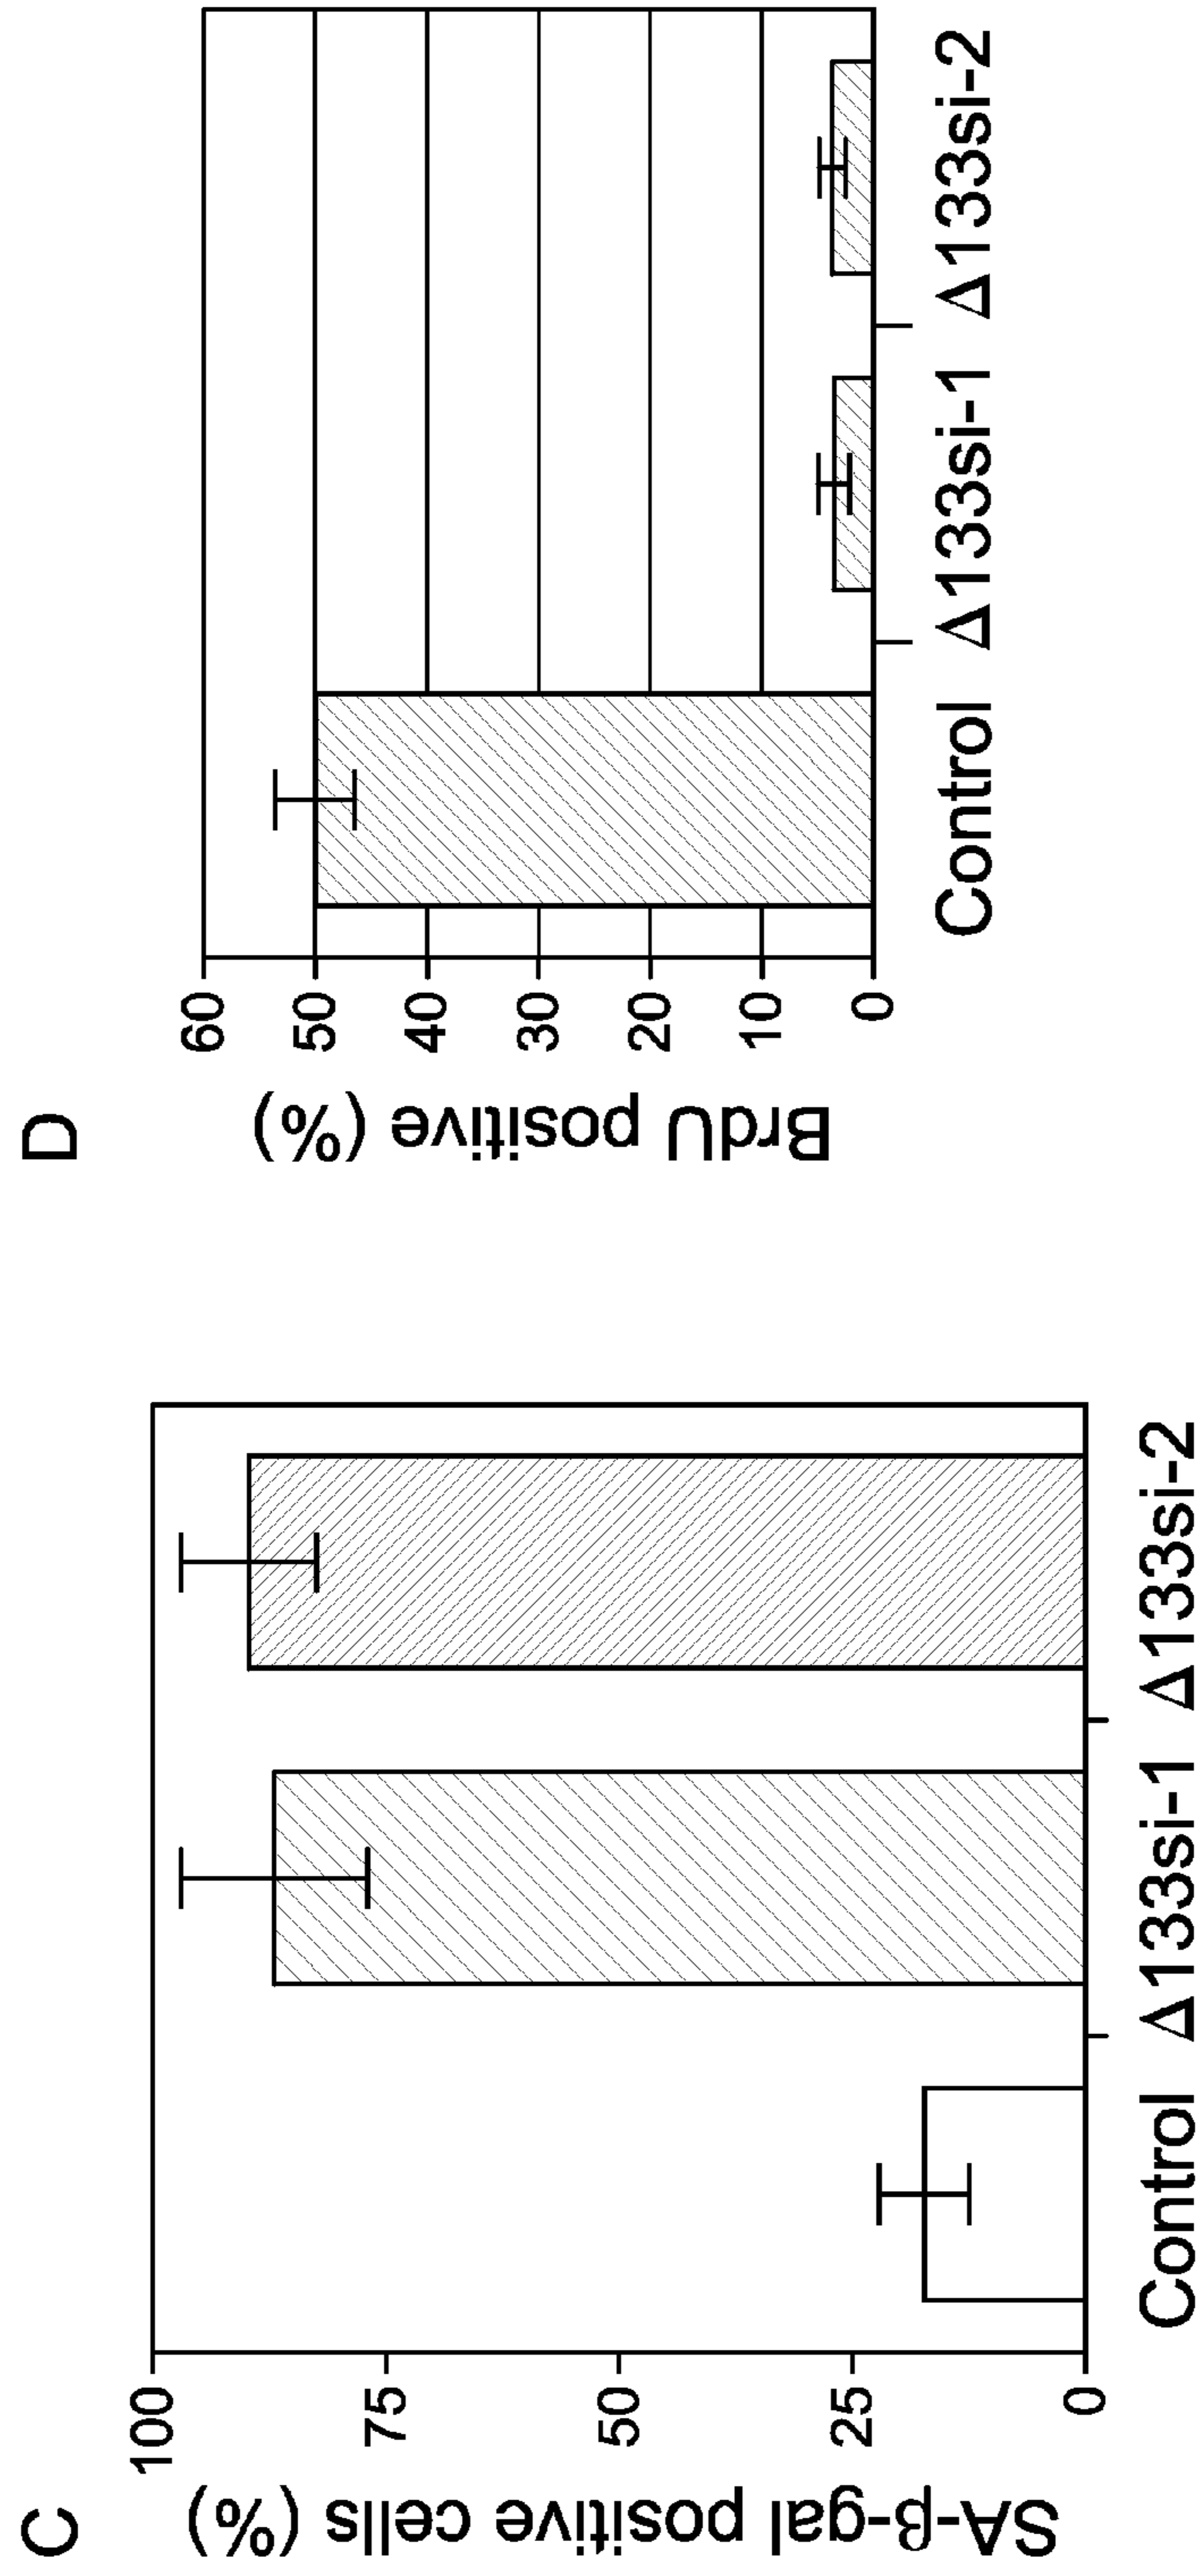 C
SA-β-gal positive cells (%)
100
75
50
25
0
Control Δ133si-1 Δ133si-2
D
BrdU positive (%)
60
50
40
30
20
10
0
Control Δ133si-1 Δ133si-2